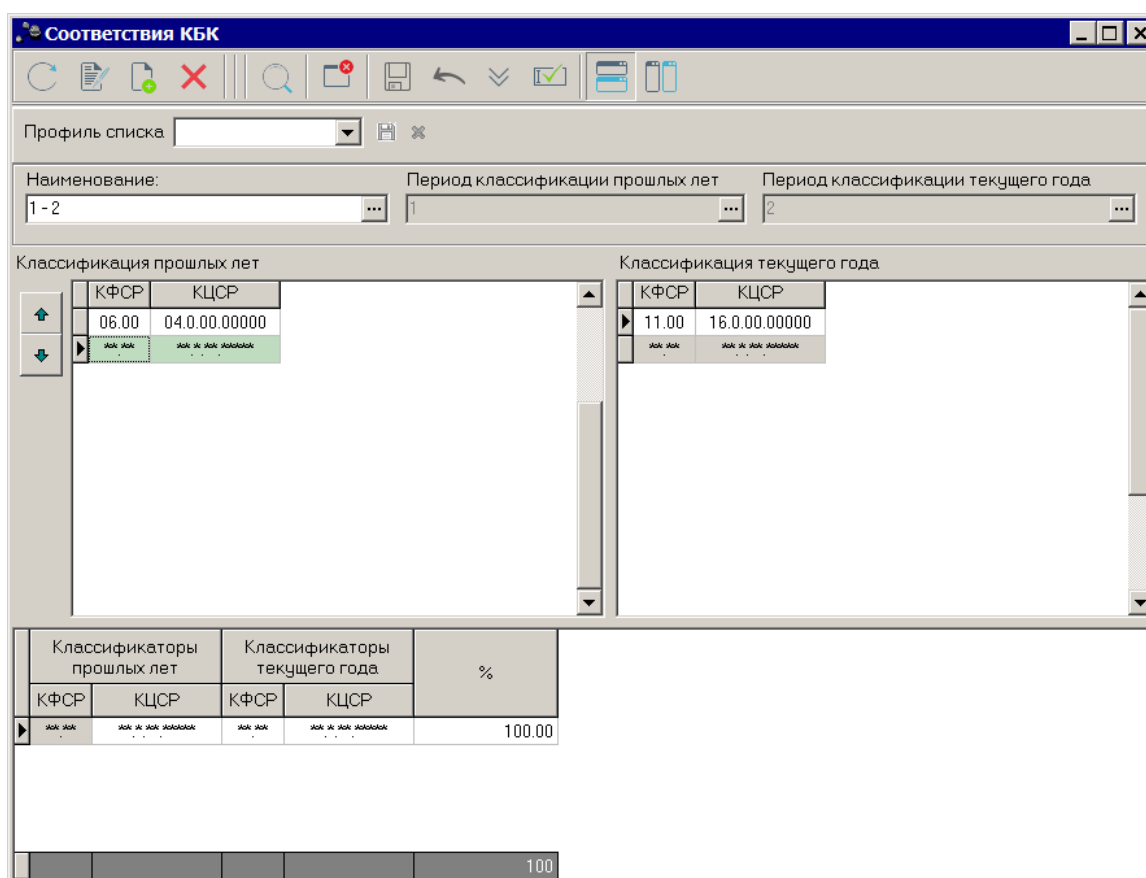 Соответствия КБК
Профиль списка
Наименование: Период классификации прошлых лет Период классификации текущего года
1 - 2 ... 1 ... 2 ...
Классификация прошлых лет Классификация текущего года
КФСР КЦСР КФСР КЦСР
06.00 04.0.00.00000 11.00 16.0.00.00000
**.** **.*.**.***** **.** **.*.**.*****
Классификаторы Классификаторы
прошлых лет текущего года %
КФСР КЦСР КФСР КЦСР
**.** **.*.**.***** **.** **.*.**.***** 100.00
100